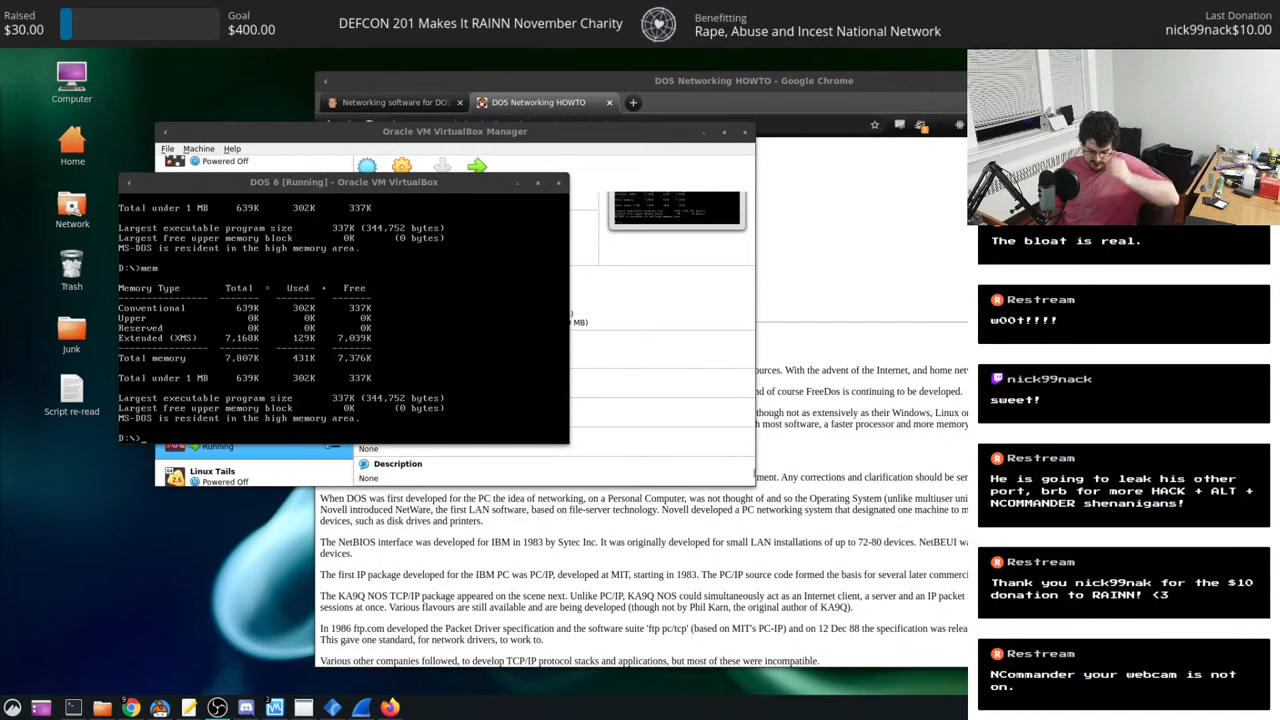 Raised
$30.00
Goal
$400.00
DEFCON 201 Makes It RAINN November Charity
Benefitting
Rape, Abuse and Incest National Network
Last Donation
nick99nack$10.00
Computer
Home
Network
Trash
Junk
Script re-read
DOS Networking HOWTO - Google Chrome
Networking software for DOS
DOS Networking HOWTO
Oracle VM VirtualBox Manager
File Machine Help
Powered Off
DOS 6 [Running] - Oracle VM VirtualBox
Total under 1 MB 639K 302K 337K
Largest executable program size 337K (344,752 bytes)
Largest free upper memory block 0K (0 bytes)
MS-DOS is resident in the high memory area.
D:\>mem
Memory Type Total = Used + Free
Conventional 639K 302K 337K
Upper 0K 0K 0K
Reserved 0K 0K 0K
Extended (XMS) 7,168K 129K 7,039K
Total memory 7,807K 431K 7,376K
Total under 1 MB 639K 302K 337K
Largest executable program size 337K (344,752 bytes)
Largest free upper memory block 0K (0 bytes)
MS-DOS is resident in the high memory area.
D:\>_
MB)
Running
None
Description
None
Linux Tails
Powered Off
ources. With the advent of the Internet, and home net
nd of course FreeDos is continuing to be developed.
though not as extensively as their Windows, Linux or
h most software, a faster processor and more memory
ment. Any corrections and clarification should be sen
When DOS was first developed for the PC the idea of networking, on a Personal Computer, was not thought of and so the Operating System (unlike multiuser uni
Novell introduced NetWare, the first LAN software, based on file-server technology. Novell developed a PC networking system that designated one machine to m
devices, such as disk drives and printers.
The NetBIOS interface was developed for IBM in 1983 by Sytec Inc. It was originally developed for small LAN installations of up to 72-80 devices. NetBEUI wa
devices.
The first IP package developed for the IBM PC was PC/IP, developed at MIT, starting in 1983. The PC/IP source code formed the basis for several later commerci
The KA9Q NOS TCP/IP package appeared on the scene next. Unlike PC/IP, KA9Q NOS could simultaneously act as an Internet client, a server and an IP packet
sessions at once. Various flavours are still available and are being developed (though not by Phil Karn, the original author of KA9Q).
In 1986 ftp.com developed the Packet Driver specification and the software suite 'ftp pc/tcp' (based on MIT's PC-IP) and on 12 Dec 88 the specification was relea
This gave one standard, for network drivers, to work to.
Various other companies followed, to develop TCP/IP protocol stacks and applications, but most of these were incompatible.
The bloat is real.
Restream
w00t!!!!
nick99nack
sweet!
Restream
He is going to leak his other
port, brb for more HACK + ALT +
NCOMMANDER shenanigans!
Restream
Thank you nick99nak for the $10
donation to RAINN! <3
Restream
NCommander your webcam is not
on.